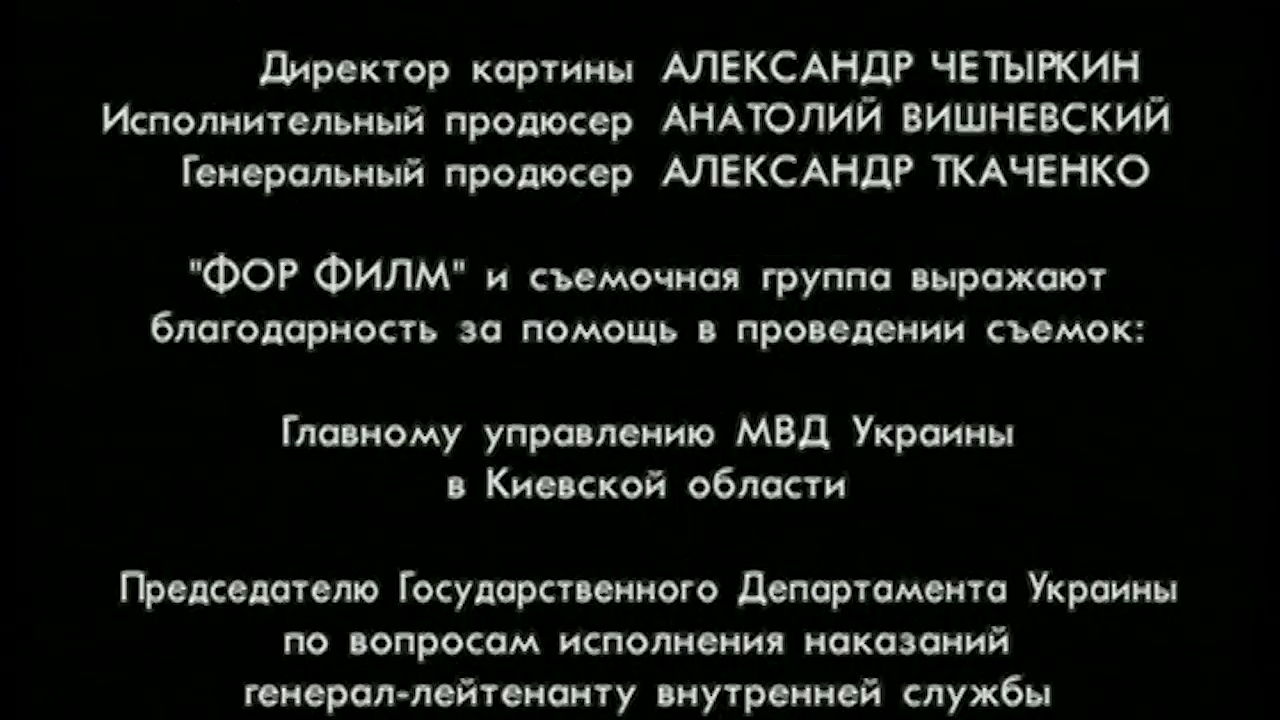 Директор картины АЛЕКСАНДР ЧЕТЫРКИН
Исполнительный продюсер АНАТОЛИЙ ВИШНЕВСКИЙ
Генеральный продюсер АЛЕКСАНДР ТКАЧЕНКО
"ФОР ФИЛМ" и съемочная группа выражают
благодарность за помощь в проведении съемок:
Главному управлению МВД Украины
в Киевской области
Председателю Государственного Департамента Украины
по вопросам исполнения наказаний
генерал-лейтенанту внутренней службы